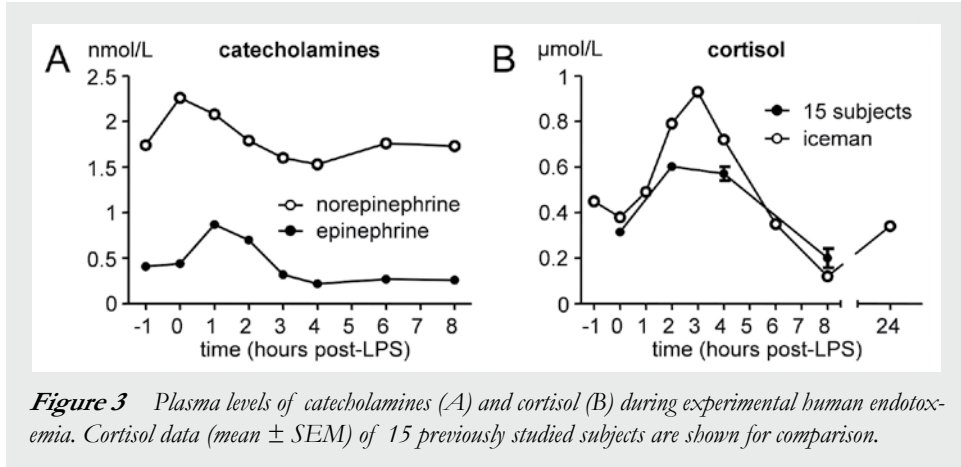 A
nmol/L
catecholamines
2.5
2
1.5
1
0.5
0
norepinephrine
epinephrine
-1 0 1 2 3 4 5 6 7 8
time (hours post-LPS)
B
µmol/L
cortisol
1
0.8
0.6
0.4
0.2
0
15 subjects
iceman
-1 0 1 2 3 4 5 6 7 8 24
time (hours post-LPS)
Figure 3 Plasma levels of catecholamines (A) and cortisol (B) during experimental human endotox-
emia. Cortisol data (mean ± SEM) of 15 previously studied subjects are shown for comparison.